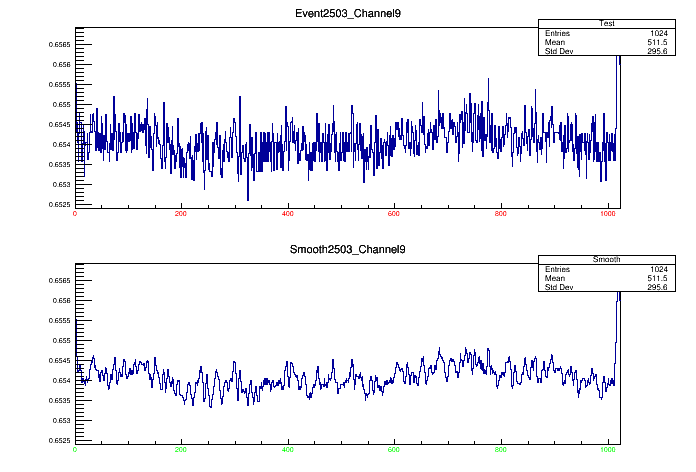 Event2503_Channel9
Test
Entries 1024
Mean 511.5
Std Dev 295.6
0.6565
0.656
0.6555
0.655
0.6545
0.654
0.6535
0.653
0.6525
0 200 400 600 800 1000
Smooth2503_Channel9
Smooth
Entries 1024
Mean 511.5
Std Dev 295.6
0.6565
0.656
0.6555
0.655
0.6545
0.654
0.6535
0.653
0.6525
0 200 400 600 800 1000